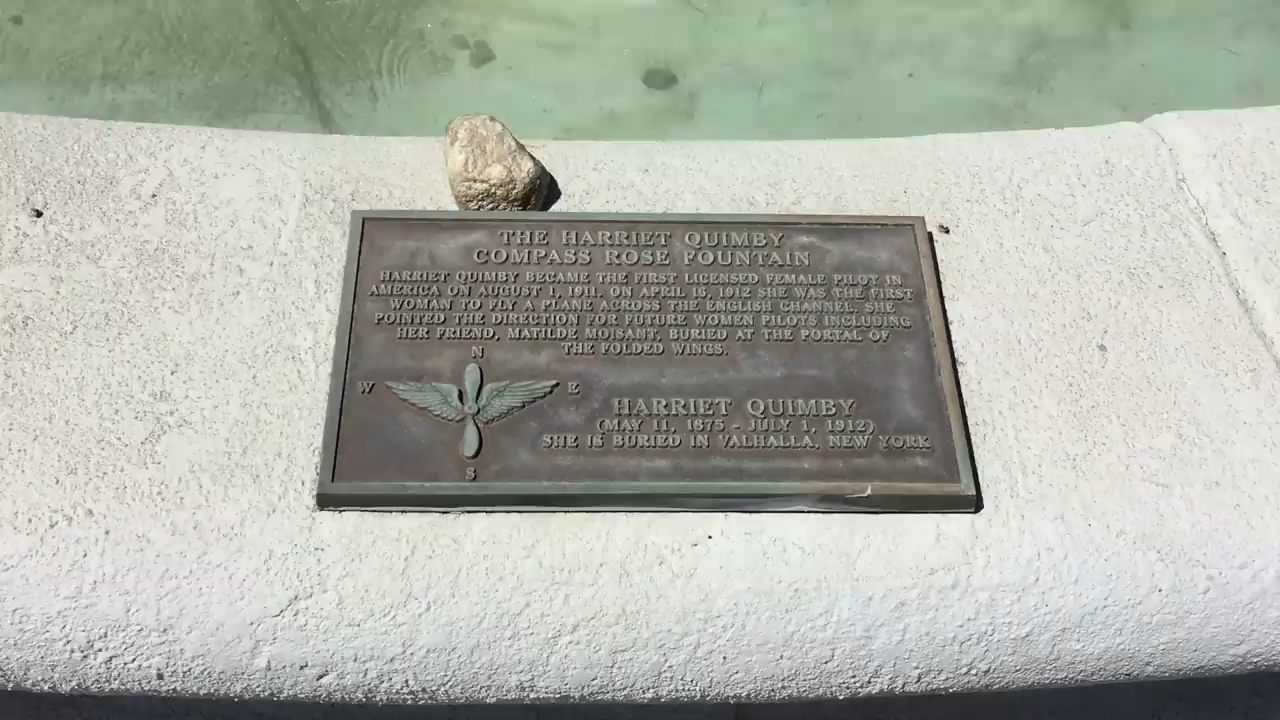 THE HARRIET QUIMBY
COMPASS ROSE FOUNTAIN
HARRIET QUIMBY BECAME THE FIRST LICENSED FEMALE PILOT IN
AMERICA ON AUGUST 1, 1911. ON APRIL 16, 1912 SHE WAS THE FIRST
WOMAN TO FLY A PLANE ACROSS THE ENGLISH CHANNEL. SHE
POINTED THE DIRECTION FOR FUTURE WOMEN PILOTS INCLUDING
HER FRIEND, MATILDE MOISANT, BURIED AT THE PORTAL OF
THE FOLDED WINGS.
N
W E
S
HARRIET QUIMBY
(MAY 11, 1875 - JULY 1, 1912)
SHE IS BURIED IN VALHALLA, NEW YORK